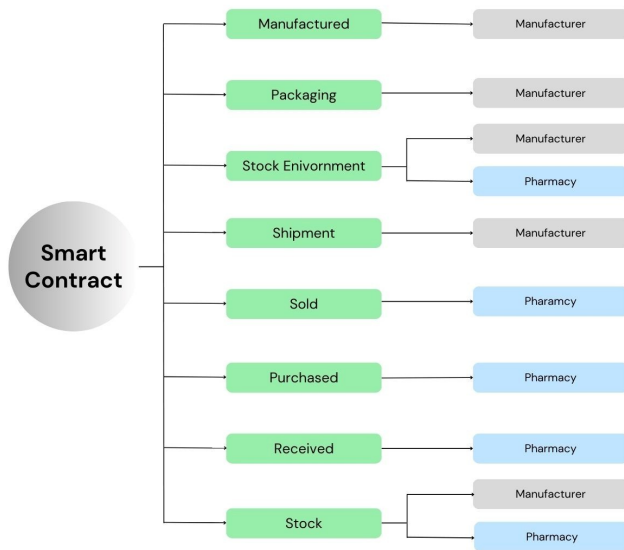 Smart
Contract
Manufactured
Manufacturer
Packaging
Manufacturer
Stock Enivornment
Manufacturer
Pharmacy
Shipment
Manufacturer
Sold
Pharamcy
Purchased
Pharmacy
Received
Pharmacy
Stock
Manufacturer
Pharmacy